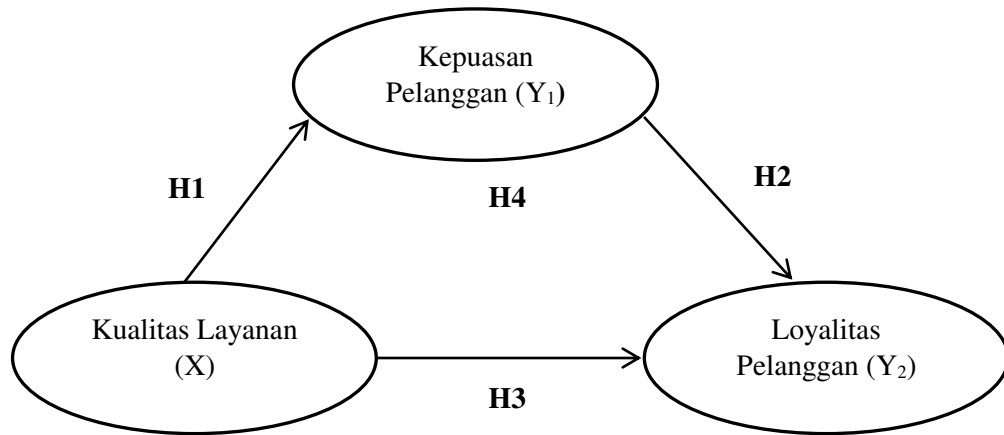 Kepuasan
Pelanggan (Y₁)
H1
H4
H2
Kualitas Layanan
(X)
Loyalitas
Pelanggan (Y₂)
H3